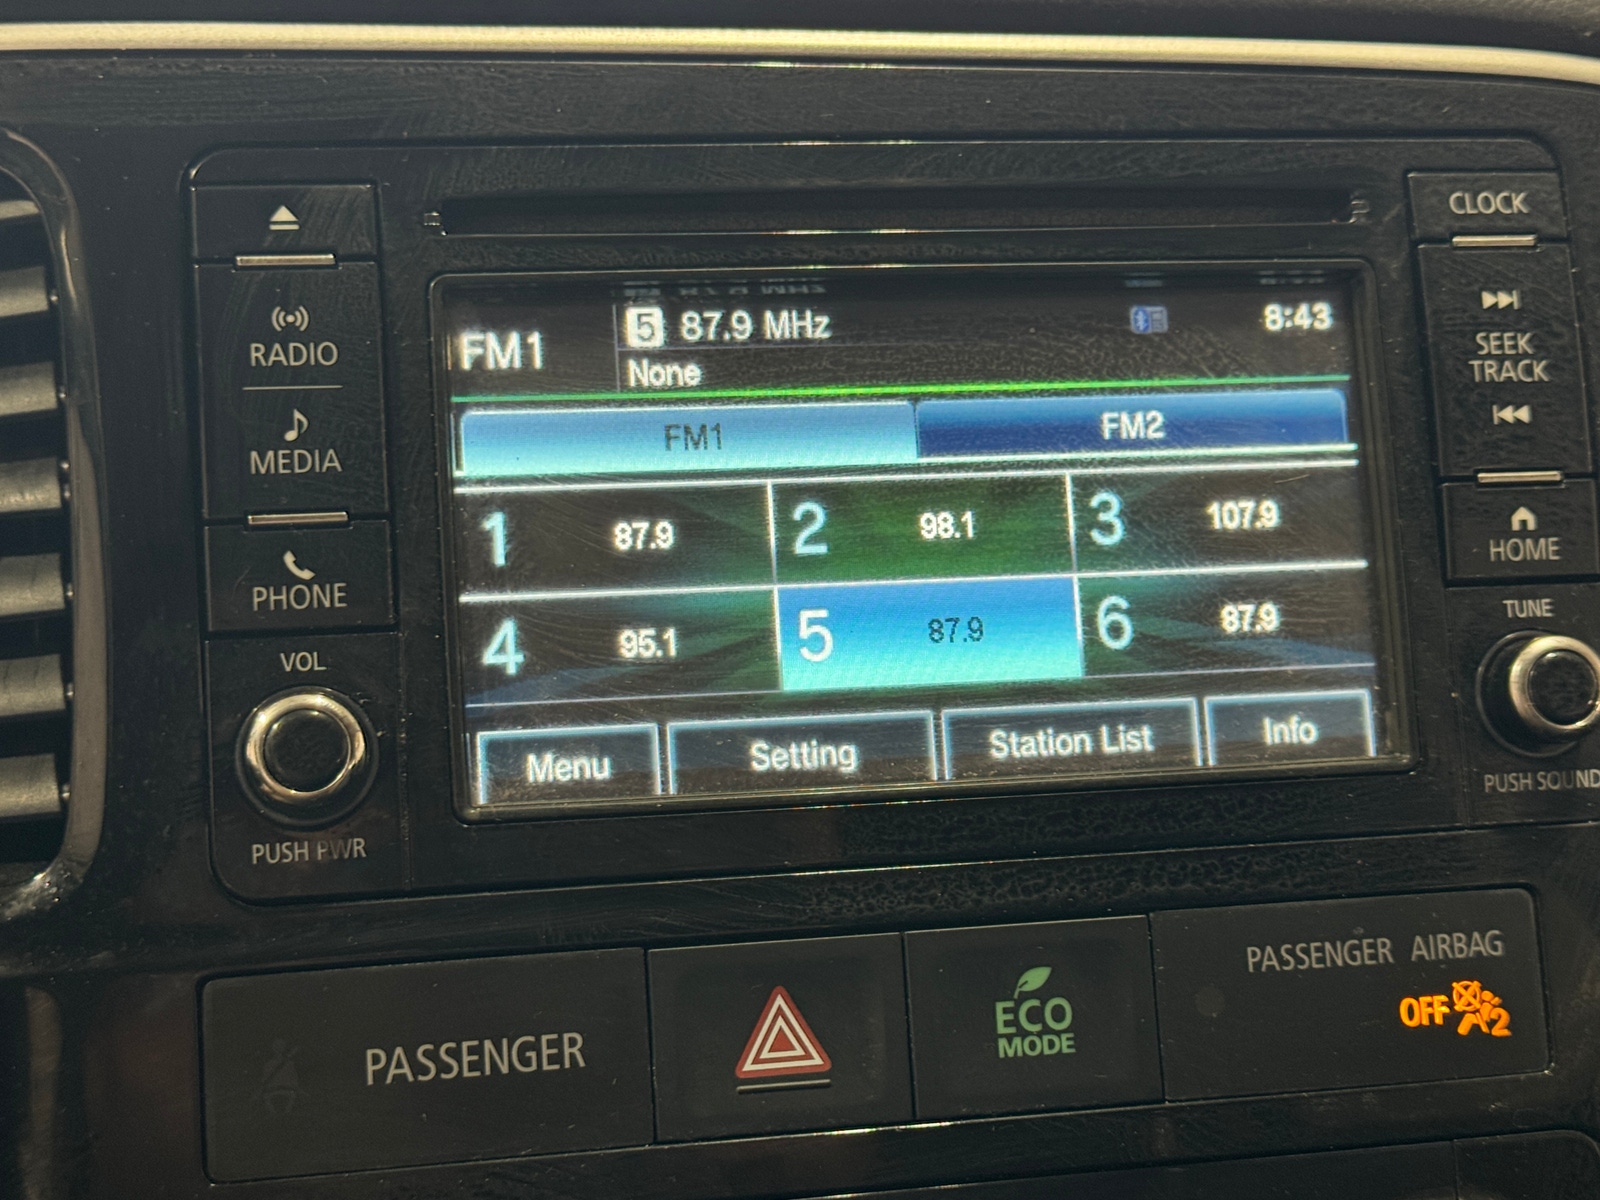 CLOCK
RADIO
MEDIA
PHONE
VOL
PUSH PWR
FM1
5 87.9 MHz
8:43
None
FM1 FM2
1 87.9 2 98.1 3 107.9
4 95.1 5 87.9 6 87.9
Menu Setting Station List Info
SEEK
TRACK
HOME
TUNE
PUSH SOUND
PASSENGER
ECO
MODE
PASSENGER AIRBAG
OFF 2